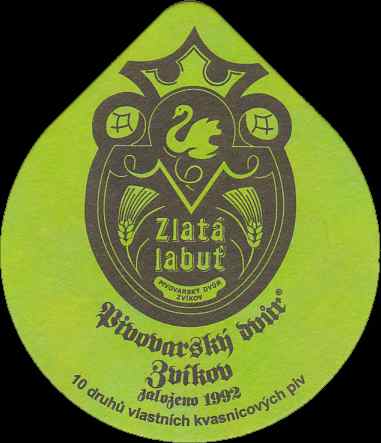 Zlatá
labuť
PIVOVARSKÝ DVŮR
ZVÍKOV
Pivovarský dvůr®
Zvíkov
založeno 1992
10 druhů vlastních kvasnicových piv